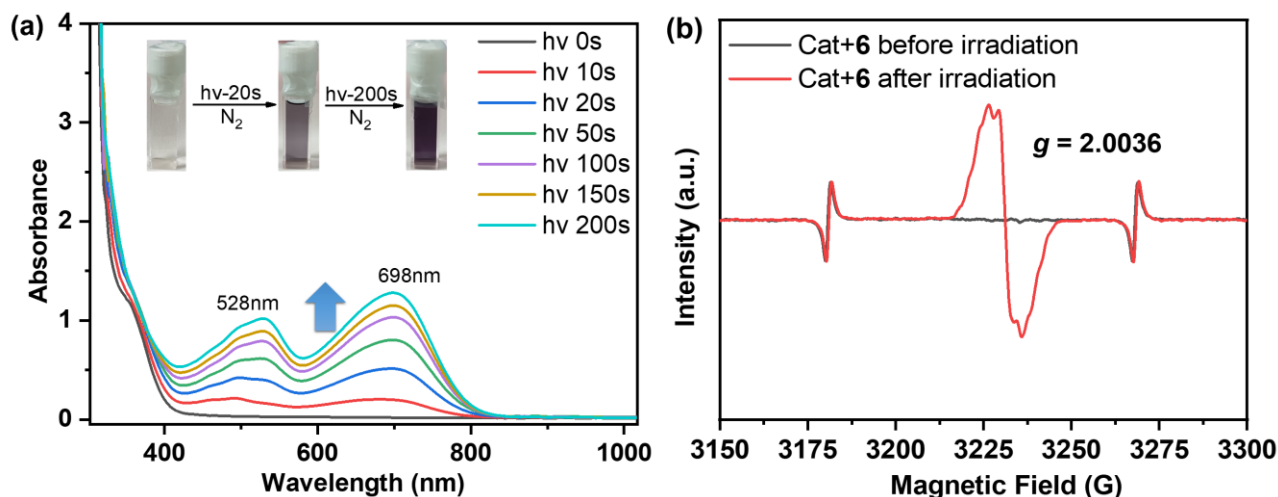 (a)
4
3
2
1
0
Absorbance
400
600
800
1000
Wavelength (nm)
hv-20s
N₂
hv-200s
N₂
hv 0s
hv 10s
hv 20s
hv 50s
hv 100s
hv 150s
hv 200s
528nm
698nm
(b)
Cat+6 before irradiation
Cat+6 after irradiation
g = 2.0036
Intensity (a.u.)
3150
3200
3225
3250
3275
3300
Magnetic Field (G)